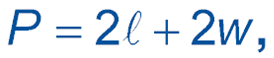 P = 2ℓ + 2w,